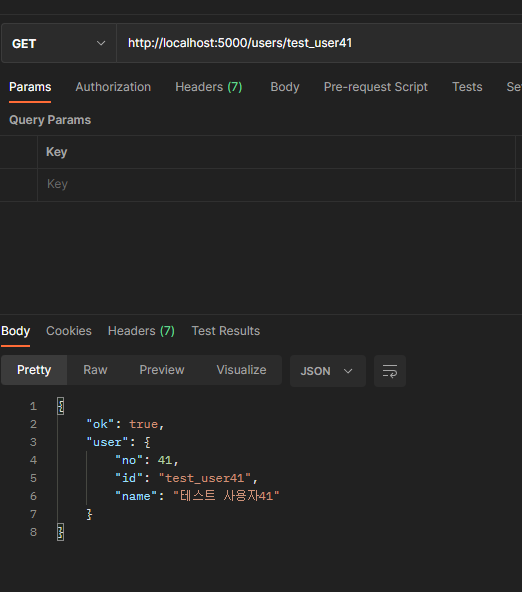 GET http://localhost:5000/users/test_user41
Params Authorization Headers (7) Body Pre-request Script Tests Se
Query Params
Key
Key
Body Cookies Headers (7) Test Results
Pretty Raw Preview Visualize JSON
1 {
2 "ok": true,
3 "user": {
4 "no": 41,
5 "id": "test_user41",
6 "name": "테스트 사용자41"
7 }
8 }